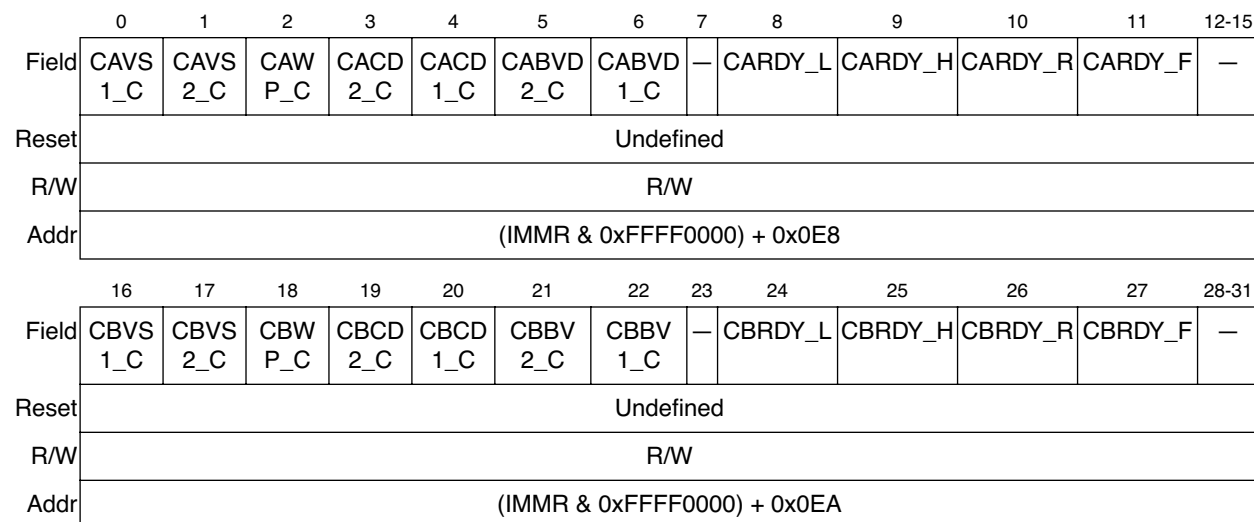 0 1 2 3 4 5 6 7 8 9 10 11 12-15
Field CAVS 1_C CAVS 2_C CAW P_C CACD 2_C CACD 1_C CABVD 2_C CABVD 1_C — CARDY_L CARDY_H CARDY_R CARDY_F —
Reset Undefined
R/W R/W
Addr (IMMR & 0xFFFF0000) + 0x0E8
16 17 18 19 20 21 22 23 24 25 26 27 28-31
Field CBVS 1_C CBVS 2_C CBW P_C CBCD 2_C CBCD 1_C CBBV 2_C CBBV 1_C — CBRDY_L CBRDY_H CBRDY_R CBRDY_F —
Reset Undefined
R/W R/W
Addr (IMMR & 0xFFFF0000) + 0x0EA